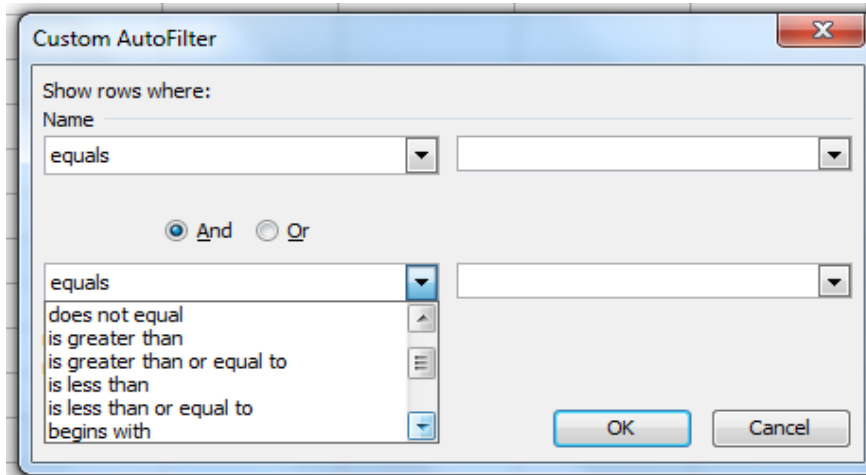 Custom AutoFilter
Show rows where:
Name
equals
And Or
equals
does not equal
is greater than
is greater than or equal to
is less than
is less than or equal to
begins with
OK Cancel